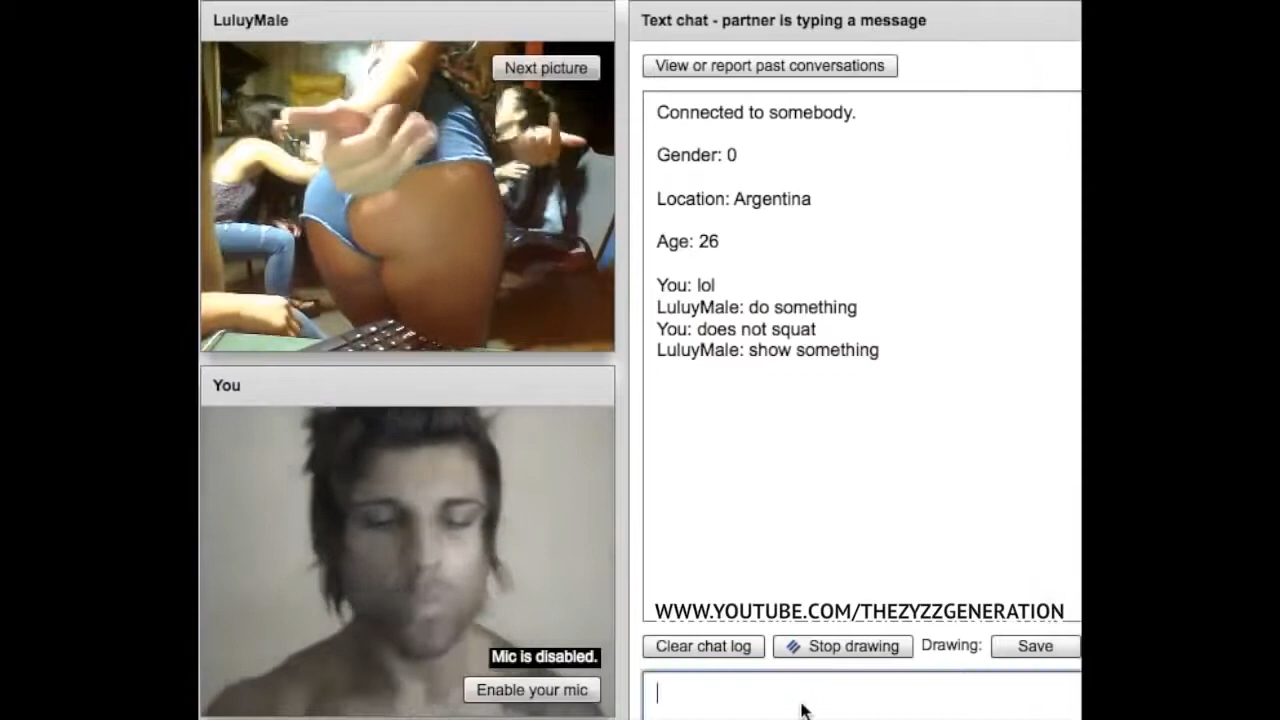 LuluyMale
Next picture
You
Mic is disabled.
Enable your mic
Text chat - partner is typing a message
View or report past conversations
Connected to somebody.
Gender: 0
Location: Argentina
Age: 26
You: lol
LuluyMale: do something
You: does not squat
LuluyMale: show something
WWW.YOUTUBE.COM/THEZYZZGENERATION
Clear chat log
Stop drawing
Drawing:
Save